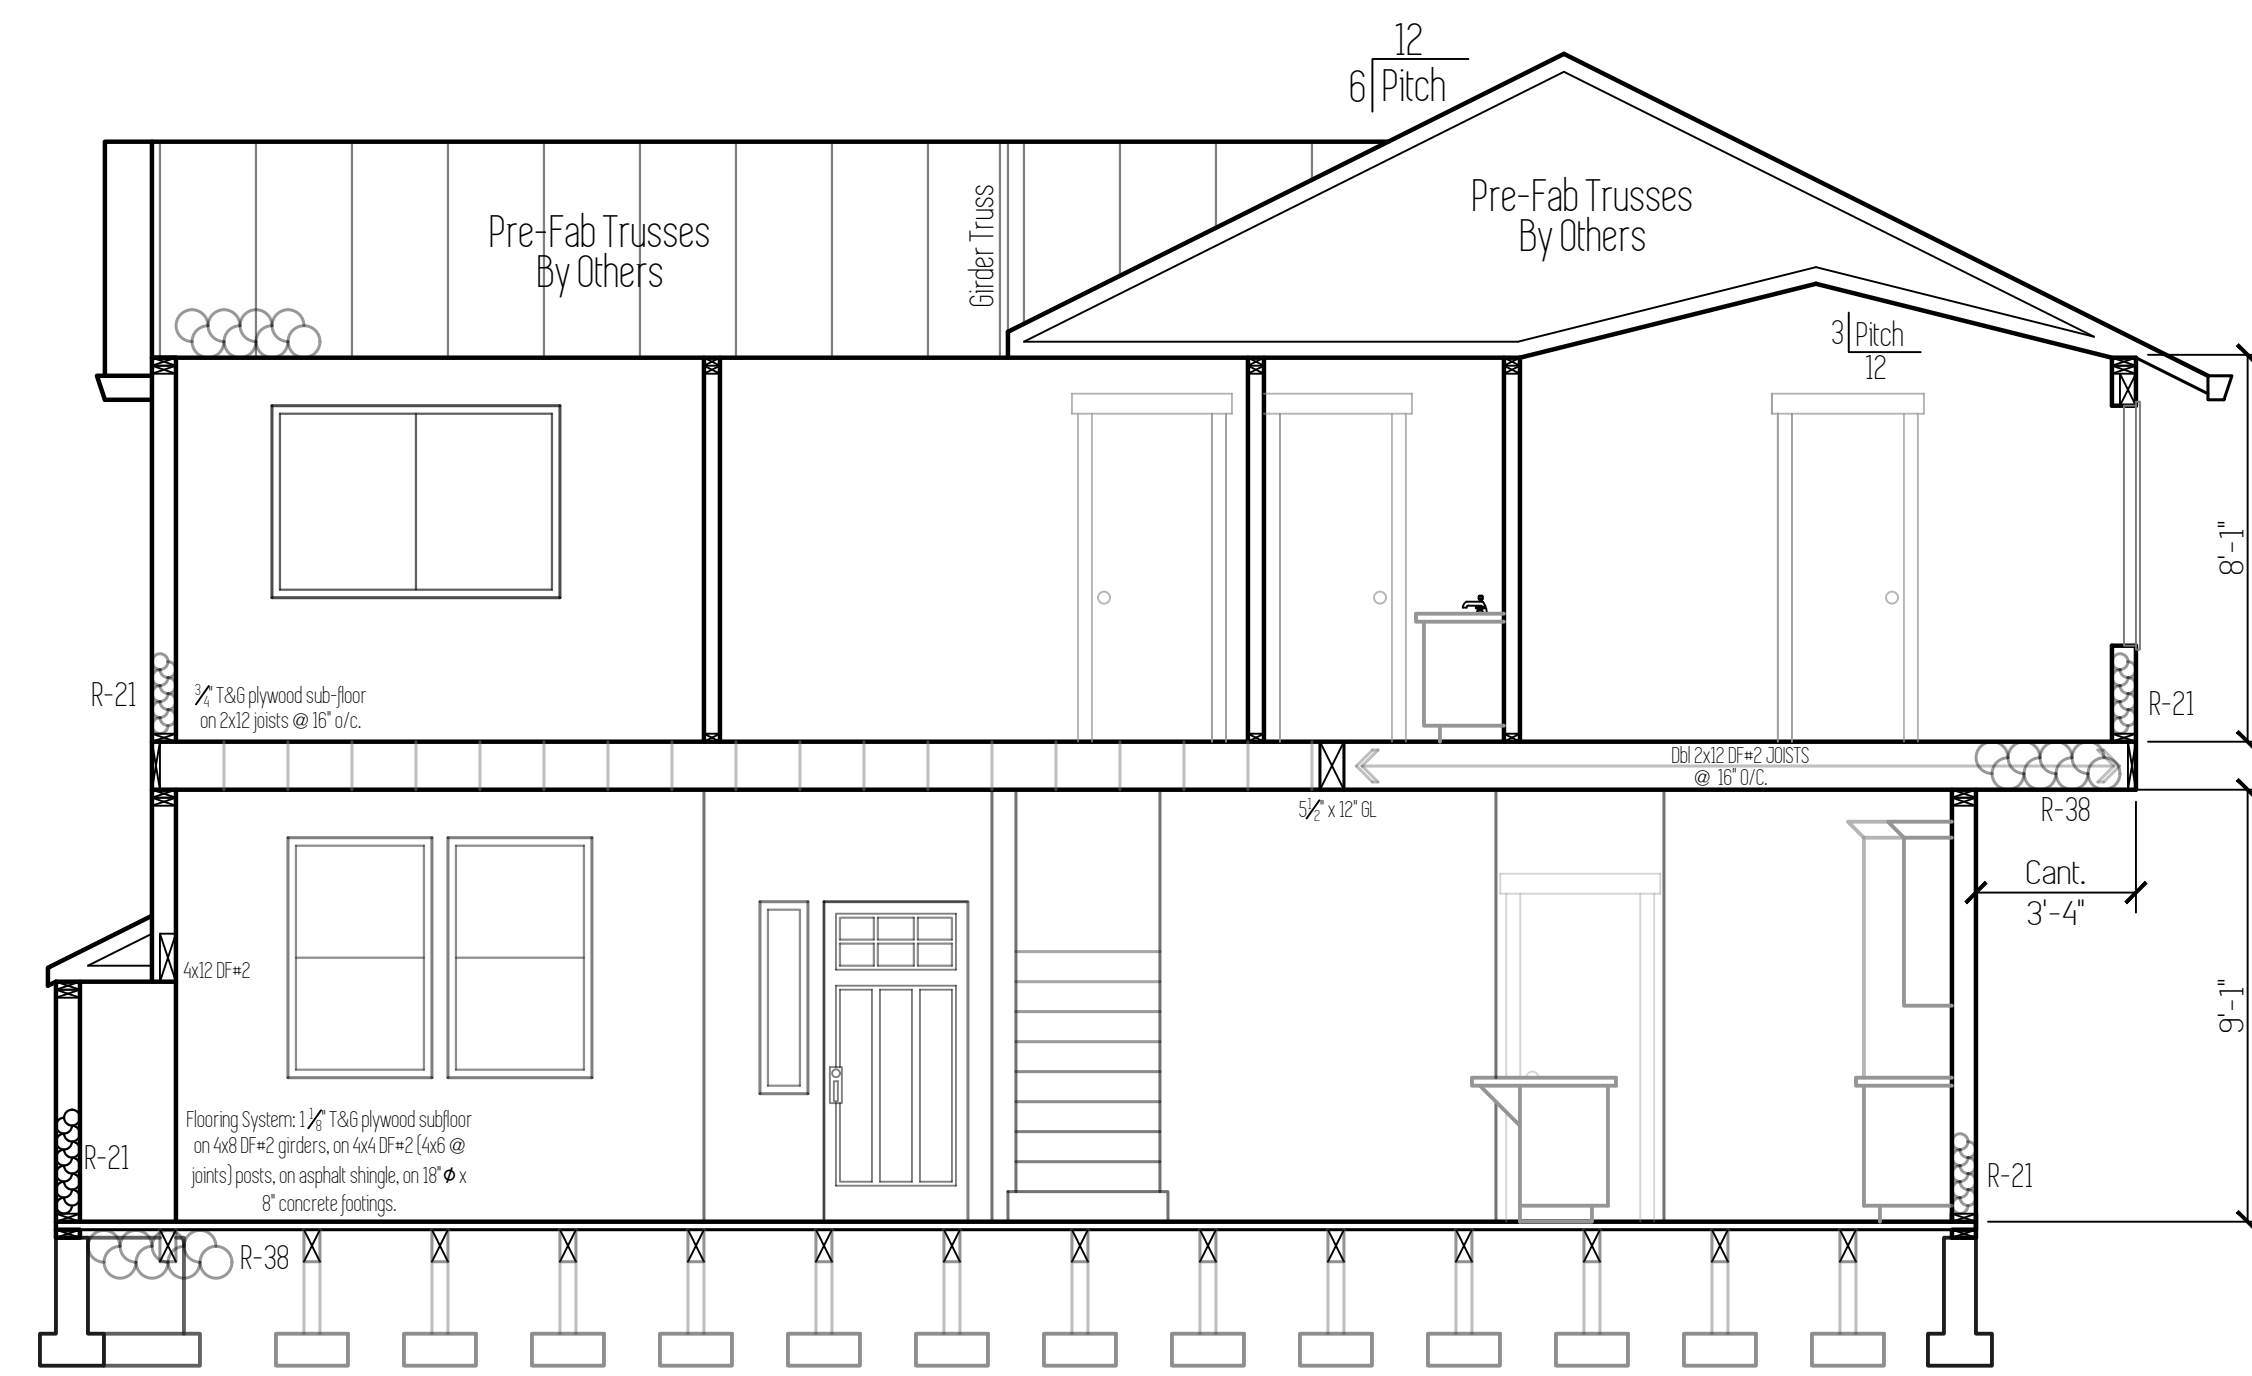 12
6 Pitch
Pre-Fab Trusses
By Others
Girder Truss
Pre-Fab Trusses
By Others
3 Pitch
12
8'-1"
R-21
3/4" T&G plywood sub-floor
on 2x12 joists @ 16" o/c.
R-21
Dbl 2x12 DF#2 JOISTS
@ 16" O/C.
5 1/2" x 12" GL
R-38
Cant.
3'-4"
4x12 DF#2
9'-1"
Flooring System: 1 1/8" T&G plywood subfloor
on 4x8 DF#2 girders, on 4x4 DF#2 (4x6 @
joints) posts, on asphalt shingle, on 18" Ø x
8" concrete footings.
R-21
R-21
R-38